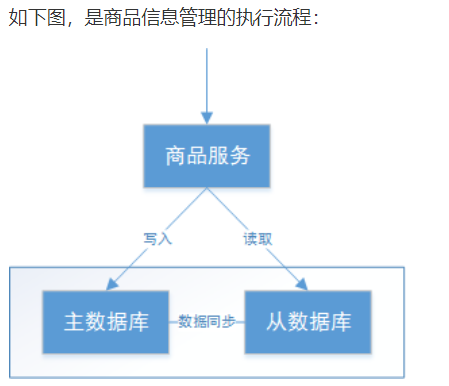 如下图，是商品信息管理的执行流程：
商品服务
写入
读取
主数据库
数据同步
从数据库